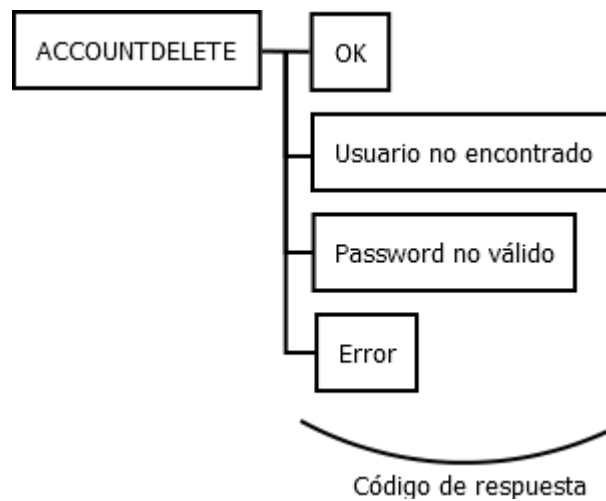 ACCOUNTDELETE
OK
Usuario no encontrado
Password no válido
Error
Código de respuesta